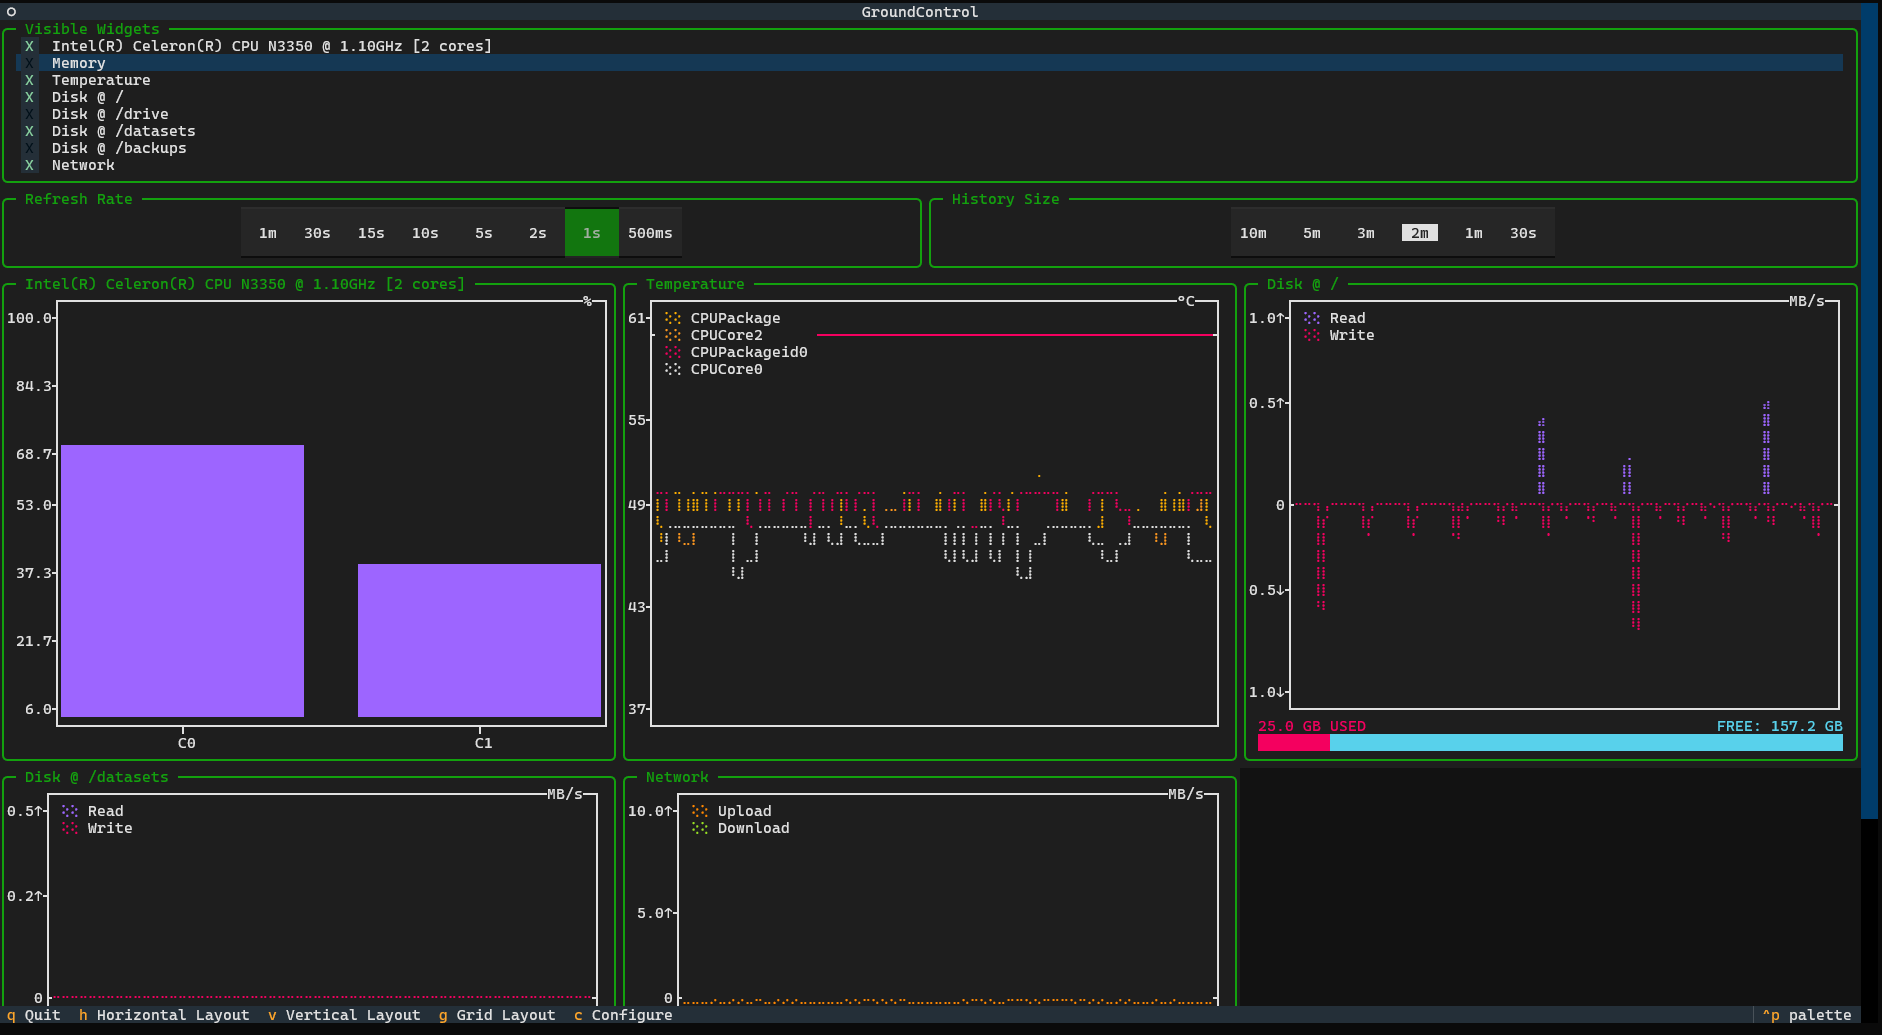 GroundControl
Visible Widgets
X Intel(R) Celeron(R) CPU N3350 @ 1.10GHz [2 cores]
X Memory
X Temperature
X Disk @ /
X Disk @ /drive
X Disk @ /datasets
X Disk @ /backups
X Network
Refresh Rate
1m 30s 15s 10s 5s 2s 1s 500ms
History Size
10m 5m 3m 2m 1m 30s
Intel(R) Celeron(R) CPU N3350 @ 1.10GHz [2 cores]
%
100.0
84.3
68.7
53.0
37.3
21.7
6.0
C0 C1
Temperature
°C
61
55
49
43
37
CPUPackage
CPUCore2
CPUPackageid0
CPUCore0
Disk @ /
MB/s
1.0↑
0.5↑
0
0.5↓
1.0↓
Read
Write
25.0 GB USED FREE: 157.2 GB
Disk @ /datasets
MB/s
0.5↑
0.2↑
0
Read
Write
Network
MB/s
10.0↑
5.0↑
0
Upload
Download
q Quit h Horizontal Layout v Vertical Layout g Grid Layout c Configure ^p palette